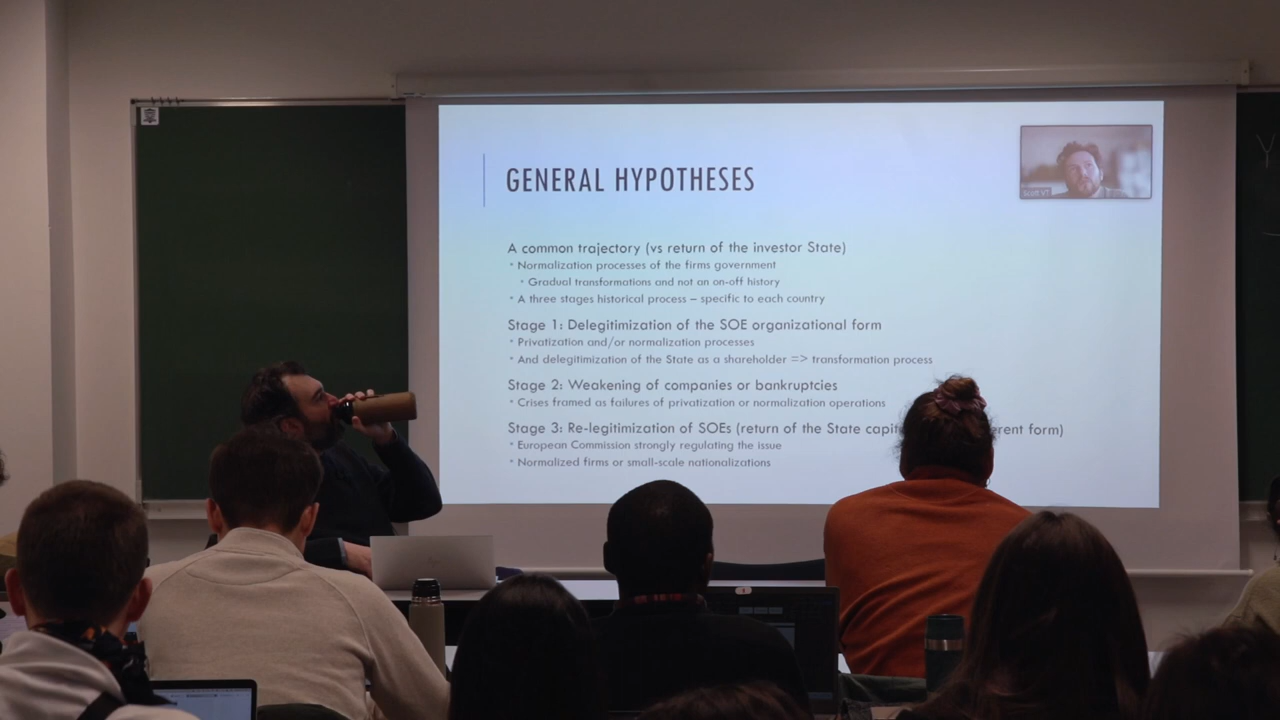 GENERAL HYPOTHESES
A common trajectory (vs return of the investor State)
• Normalization processes of the firms government
• Gradual transformations and not an on-off history
• A three stages historical process – specific to each country
Stage 1: Delegitimization of the SOE organizational form
• Privatization and/or normalization processes
• And delegitimization of the State as a shareholder => transformation process
Stage 2: Weakening of companies or bankruptcies
• Crises framed as failures of privatization or normalization operations
Stage 3: Re-legitimization of SOEs (return of the State form)
• European Commission strongly regulating the issue
• Normalized firms or small-scale nationalizations